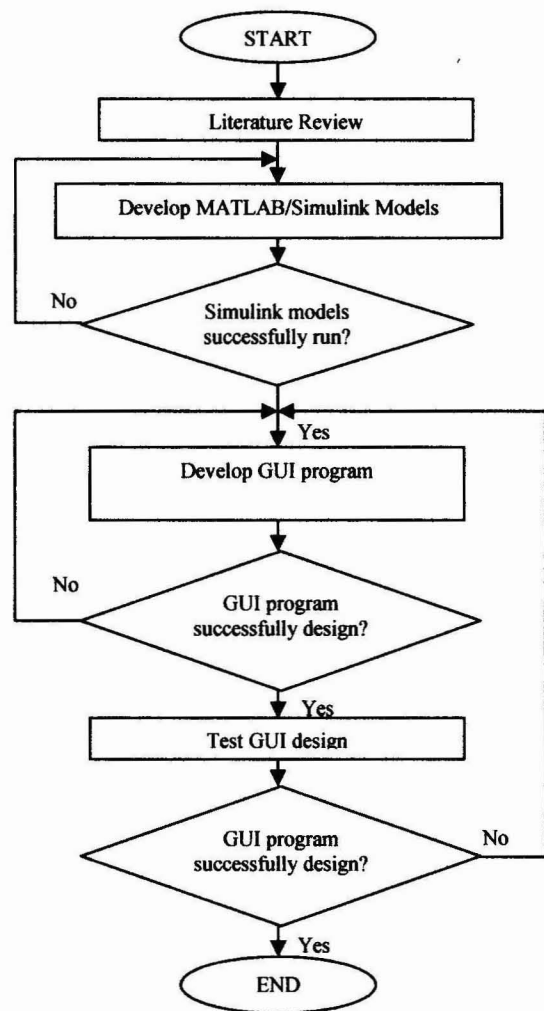 START
Literature Review
Develop MATLAB/Simulink Models
No
Simulink models
successfully run?
Yes
Develop GUI program
No
GUI program
successfully design?
Yes
Test GUI design
GUI program
successfully design?
No
Yes
END